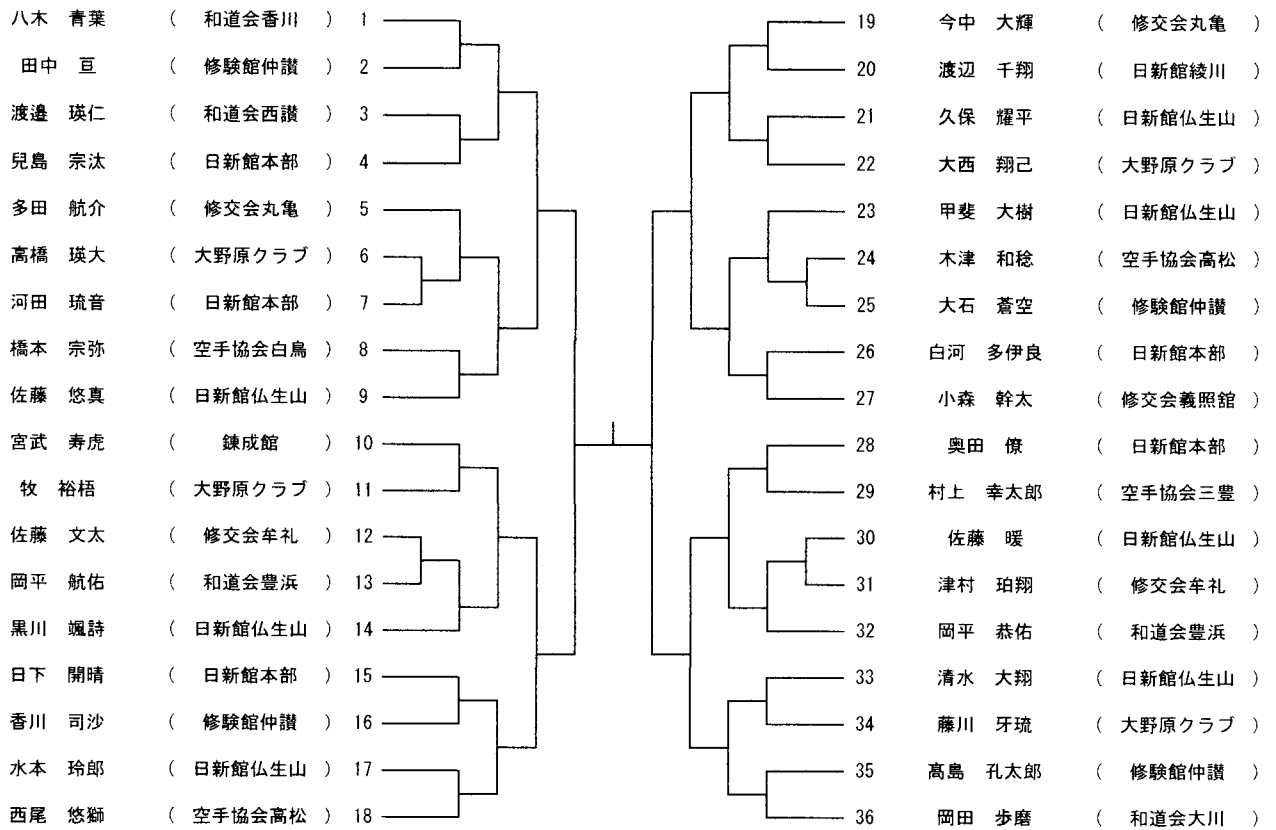 八木 青葉 ( 和道会香川 ) 1
田中 亘 ( 修験館仲讃 ) 2
渡邉 瑛仁 ( 和道会西讃 ) 3
兒島 宗汰 ( 日新館本部 ) 4
多田 航介 ( 修交会丸亀 ) 5
高橋 瑛大 ( 大野原クラブ ) 6
河田 琉音 ( 日新館本部 ) 7
橋本 宗弥 ( 空手協会白鳥 ) 8
佐藤 悠真 ( 日新館仏生山 ) 9
宮武 寿虎 ( 錬成館 ) 10
牧 裕梧 ( 大野原クラブ ) 11
佐藤 文太 ( 修交会牟礼 ) 12
岡平 航佑 ( 和道会豊浜 ) 13
黒川 颯詩 ( 日新館仏生山 ) 14
日下 開晴 ( 日新館本部 ) 15
香川 司沙 ( 修験館仲讃 ) 16
水本 玲郎 ( 日新館仏生山 ) 17
西尾 悠獅 ( 空手協会高松 ) 18
19 今中 大輝 ( 修交会丸亀 )
20 渡辺 千翔 ( 日新館綾川 )
21 久保 耀平 ( 日新館仏生山 )
22 大西 翔己 ( 大野原クラブ )
23 甲斐 大樹 ( 日新館仏生山 )
24 木津 和稔 ( 空手協会高松 )
25 大石 蒼空 ( 修験館仲讃 )
26 白河 多伊良 ( 日新館本部 )
27 小森 幹太 ( 修交会義照舘 )
28 奥田 僚 ( 日新館本部 )
29 村上 幸太郎 ( 空手協会三豊 )
30 佐藤 暖 ( 日新館仏生山 )
31 津村 珀翔 ( 修交会牟礼 )
32 岡平 恭佑 ( 和道会豊浜 )
33 清水 大翔 ( 日新館仏生山 )
34 藤川 牙琉 ( 大野原クラブ )
35 髙島 孔太郎 ( 修験館仲讃 )
36 岡田 歩磨 ( 和道会大川 )